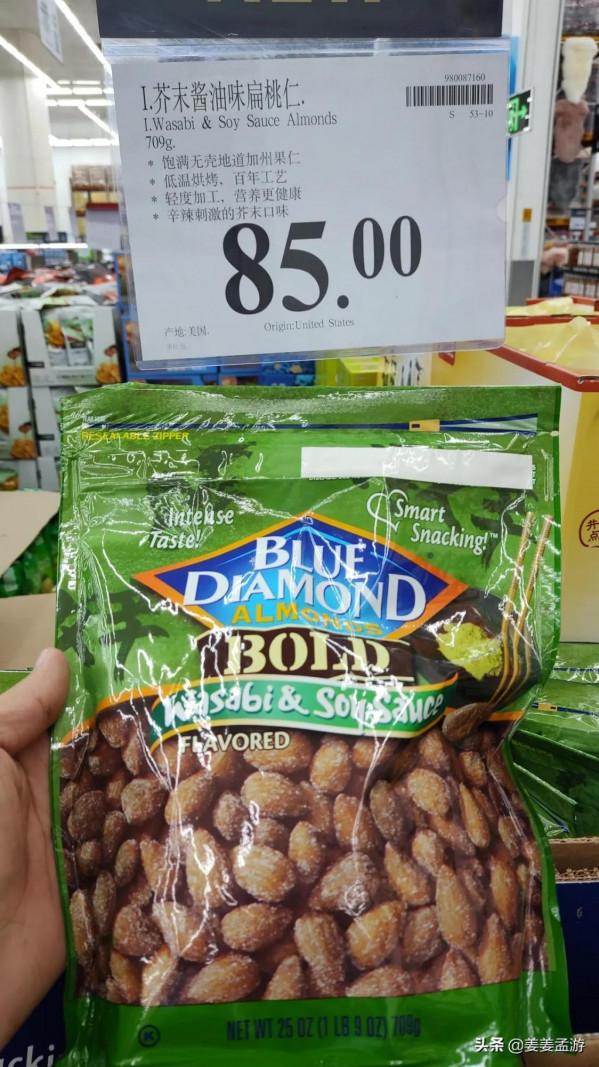 I.芥末酱油味扁桃仁.
I.Wasabi & Soy Sauce Almonds
709g.
* 饱满无壳地道加州果仁
* 低温烘烤，百年工艺
* 轻度加工，营养更健康
* 辛辣刺激的芥末口味
980087160
S 53-10
85.00
产地:美国.
Origin:United States
RESEALABLE ZIPPER
Intense
Taste!
Smart
Snacking!™
BLUE
DIAMOND
ALMONDS
BOLD
Wasabi & Soy Sauce
FLAVORED
K
NET WT 25 OZ (1 LB 9 OZ) 709g
井
点
头条 @姜姜孟游